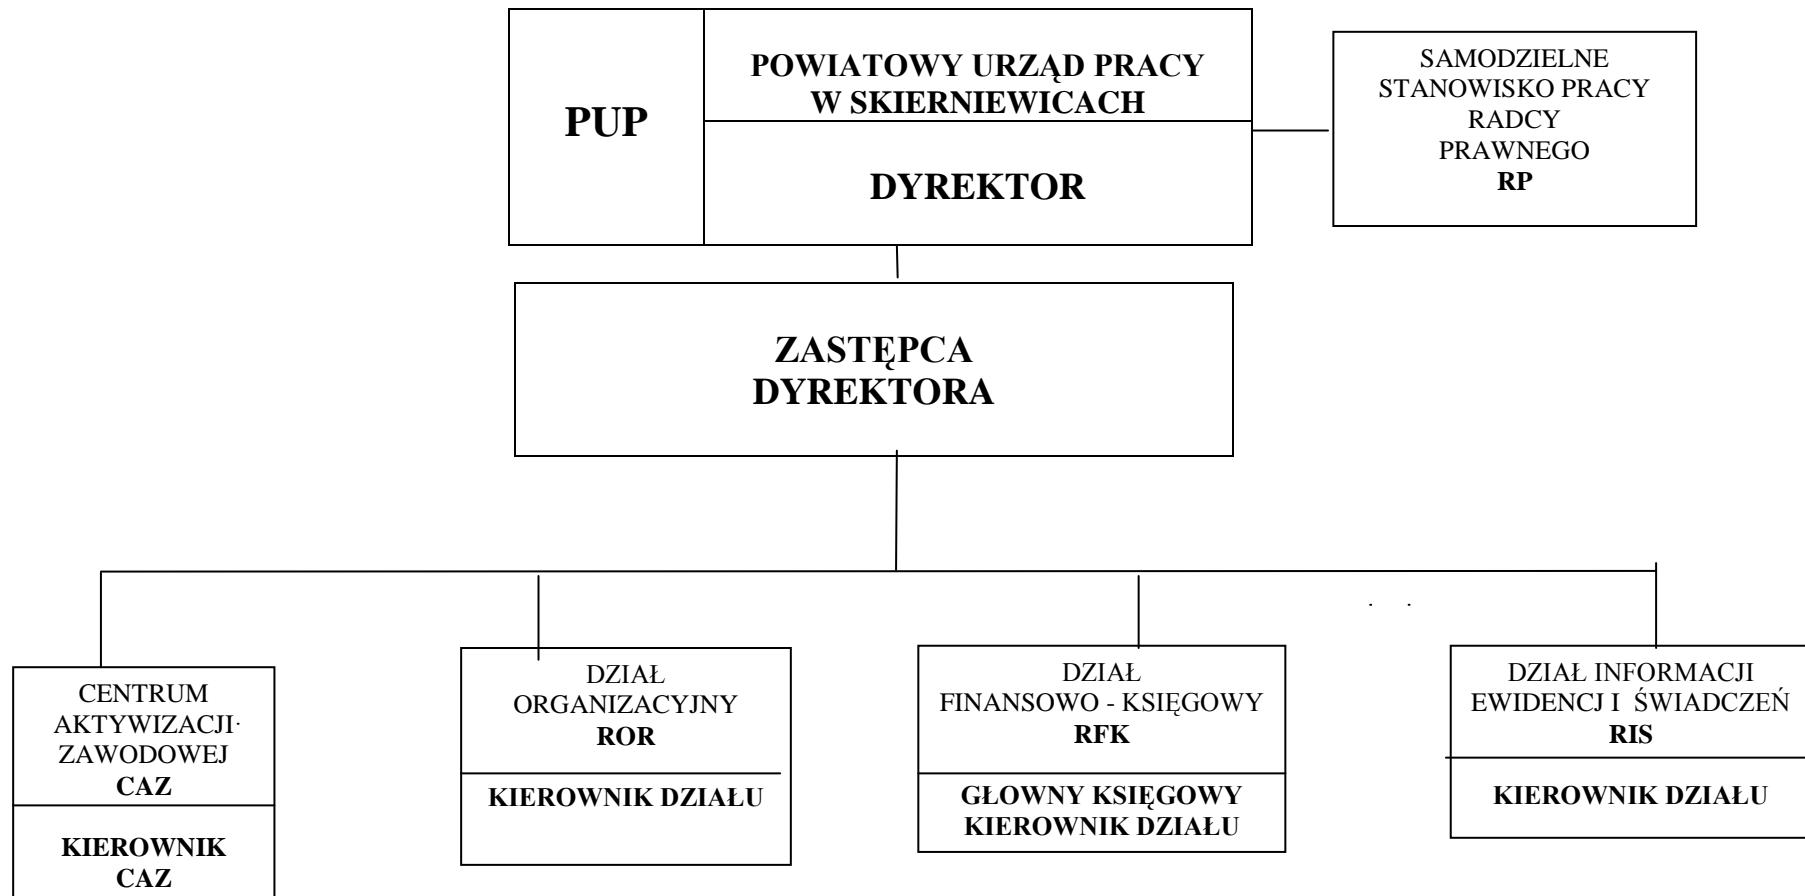 PUP
POWIATOWY URZĄD PRACY
W SKIERNIEWICACH
DYREKTOR
SAMODZIELNE
STANOWISKO PRACY
RADCY
PRAWNEGO
RP
ZASTĘPCA
DYREKTORA
CENTRUM
AKTYWIZACJI·
ZAWODOWEJ
CAZ
KIEROWNIK
CAZ
DZIAŁ
ORGANIZACYJNY
ROR
KIEROWNIK DZIAŁU
DZIAŁ
FINANSOWO - KSIĘGOWY
RFK
GŁOWNY KSIĘGOWY
KIEROWNIK DZIAŁU
DZIAŁ INFORMACJI
EWIDENCJ I ŚWIADCZEŃ
RIS
KIEROWNIK DZIAŁU